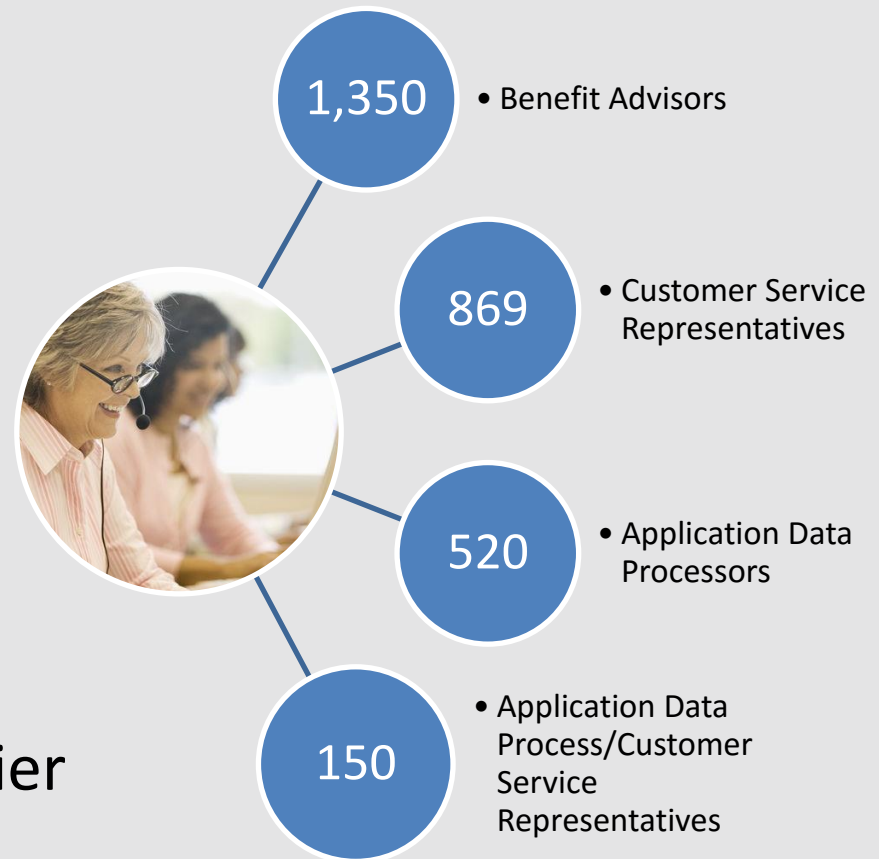 1,350
• Benefit Advisors
869
• Customer Service
Representatives
520
• Application Data
Processors
150
• Application Data
Process/Customer
Service
Representatives